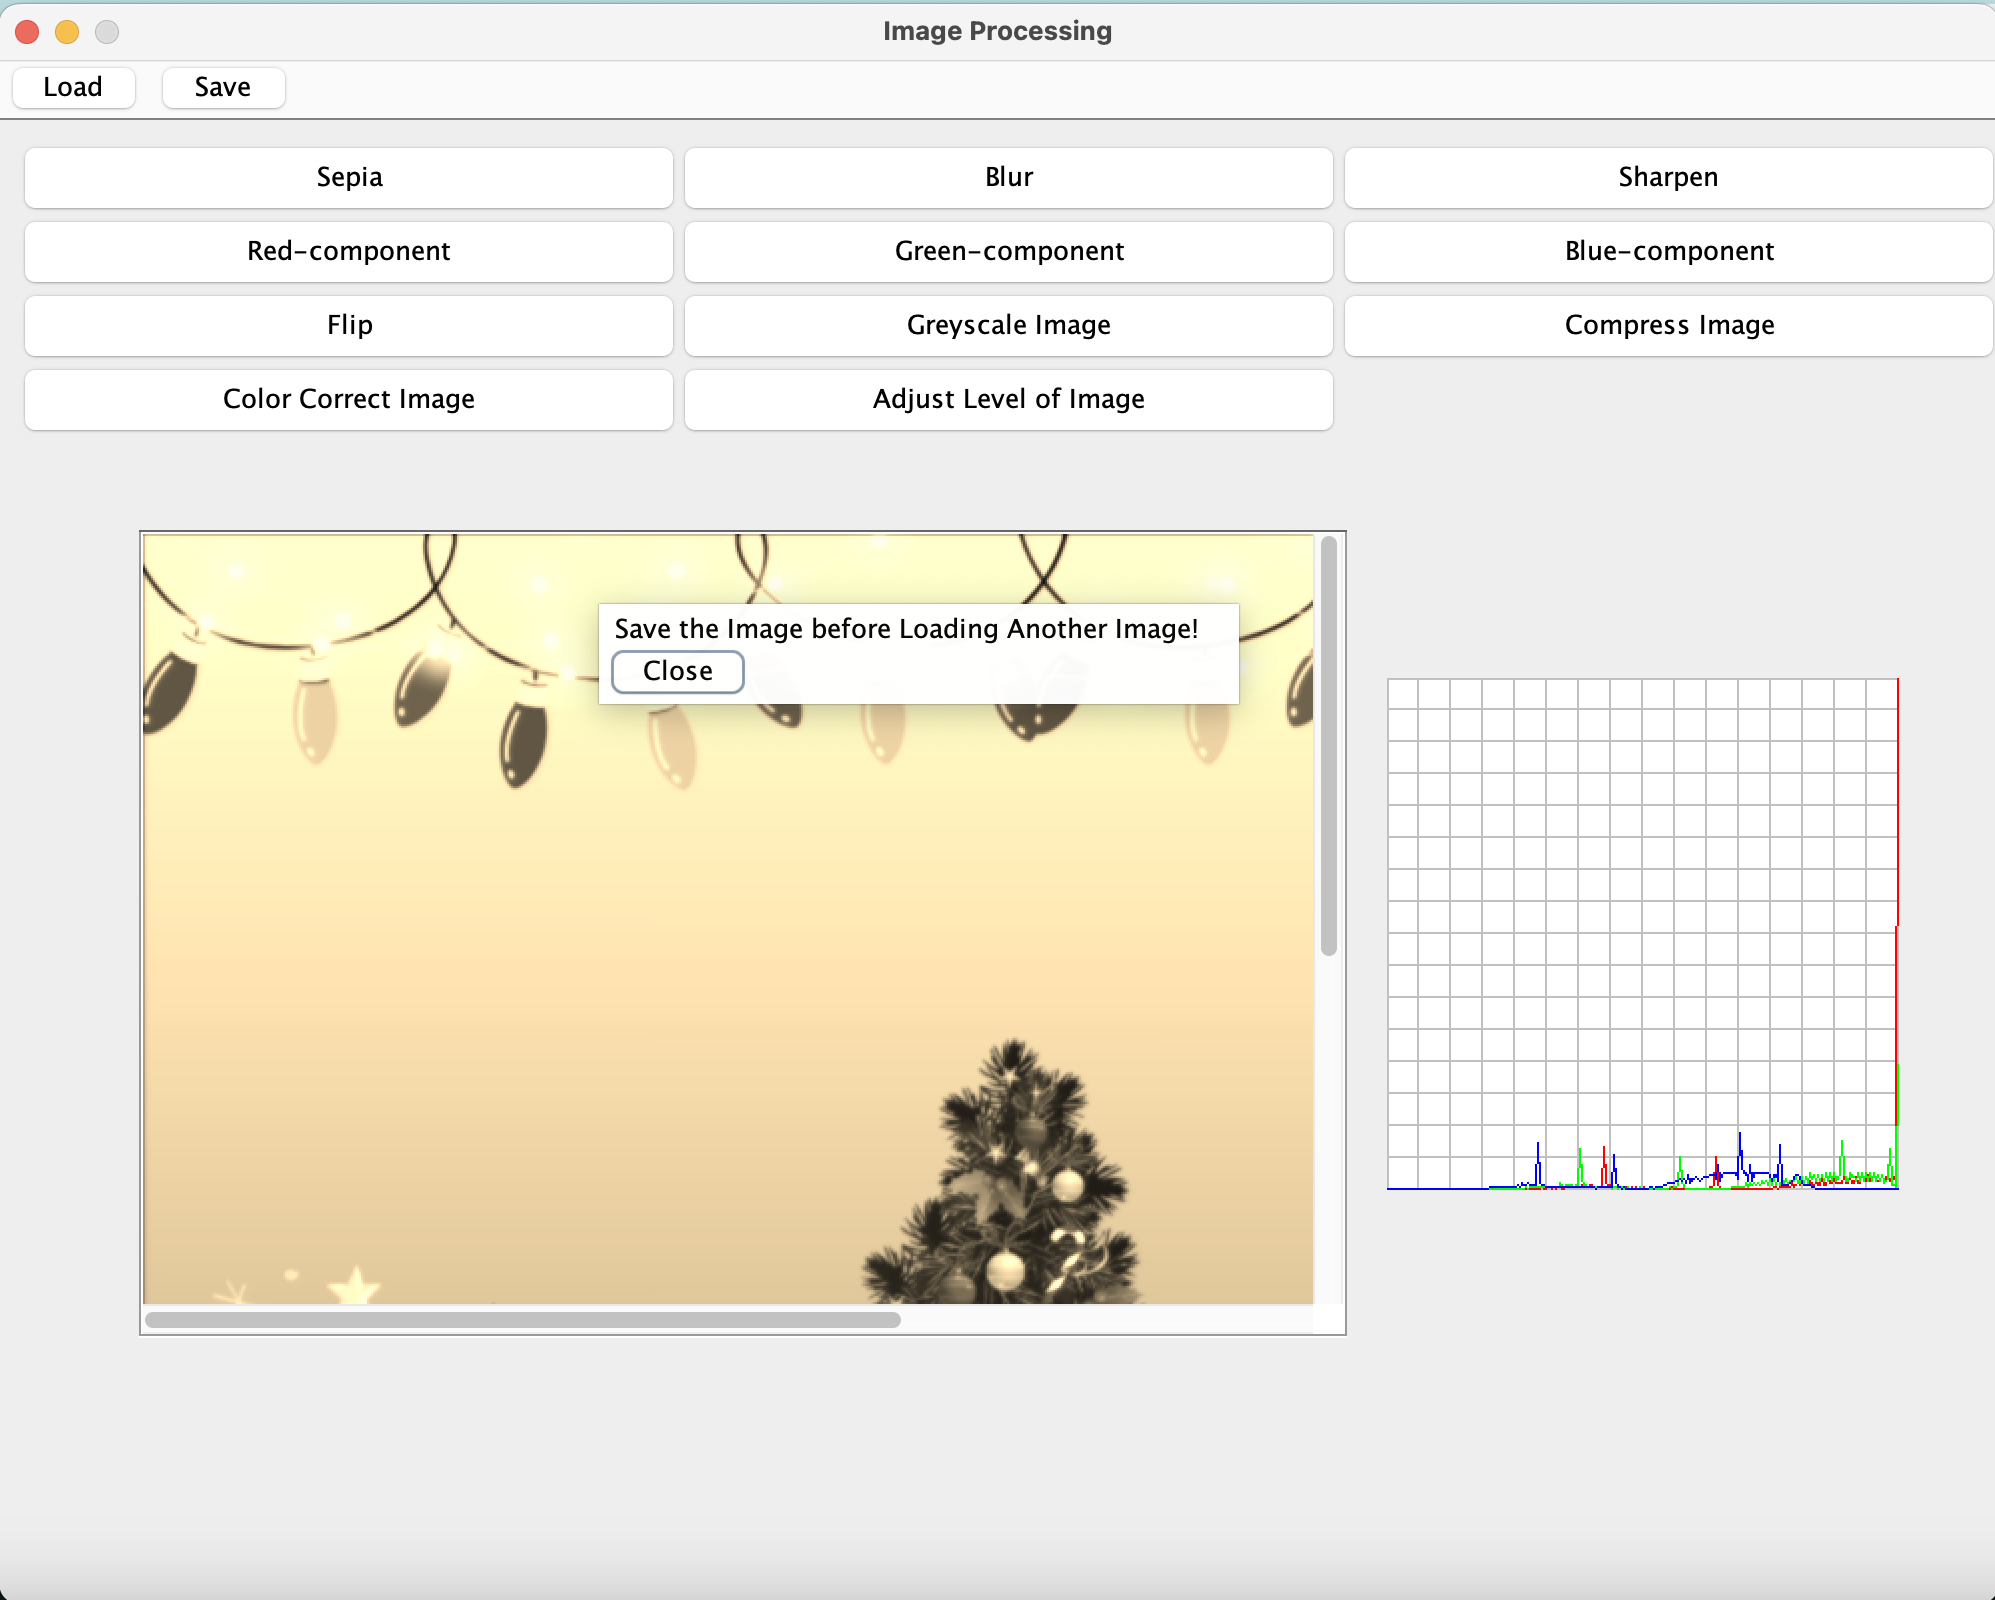 Image Processing
Load Save
Sepia Blur Sharpen
Red-component Green-component Blue-component
Flip Greyscale Image Compress Image
Color Correct Image Adjust Level of Image
Save the Image before Loading Another Image!
Close